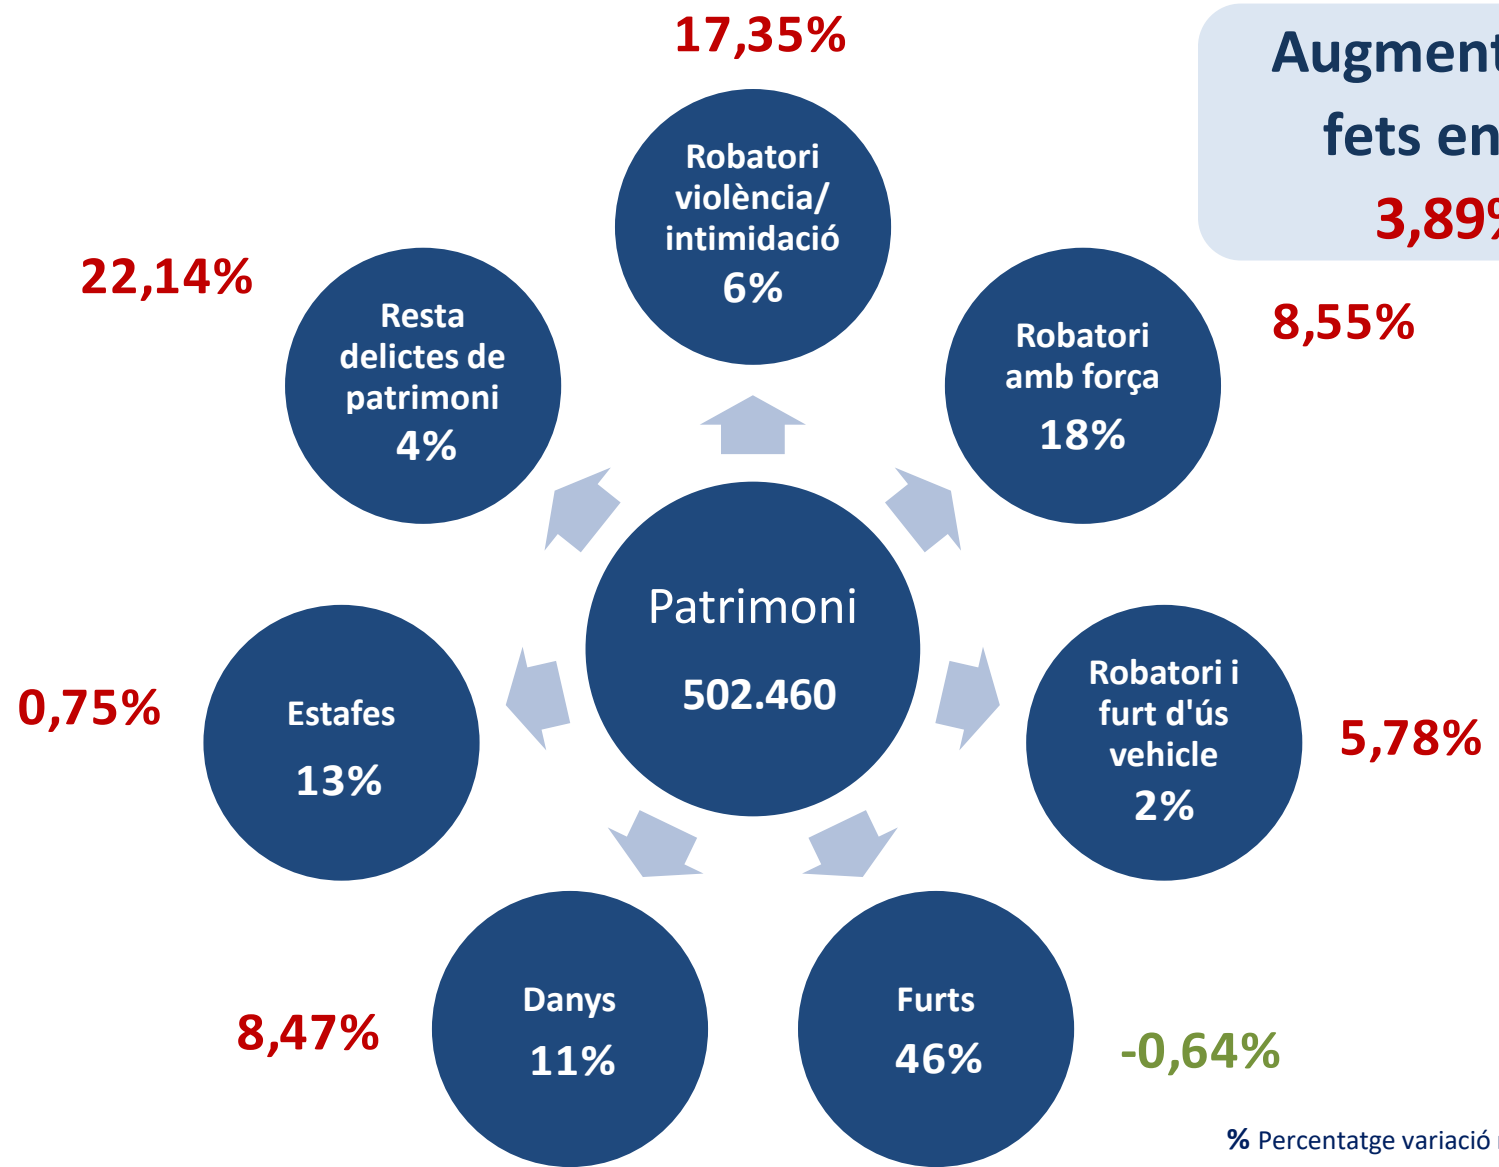 17,35%
Augment
fets en
3,89%
Robatori
violència/
intimidació
6%
22,14%
Resta
delictes de
patrimoni
4%
Robatori
amb força
18%
8,55%
Patrimoni
502.460
0,75%
Estafes
13%
Robatori i
furt d'ús
vehicle
2%
5,78%
8,47%
Danys
11%
Furts
46%
-0,64%
% Percentatge variació